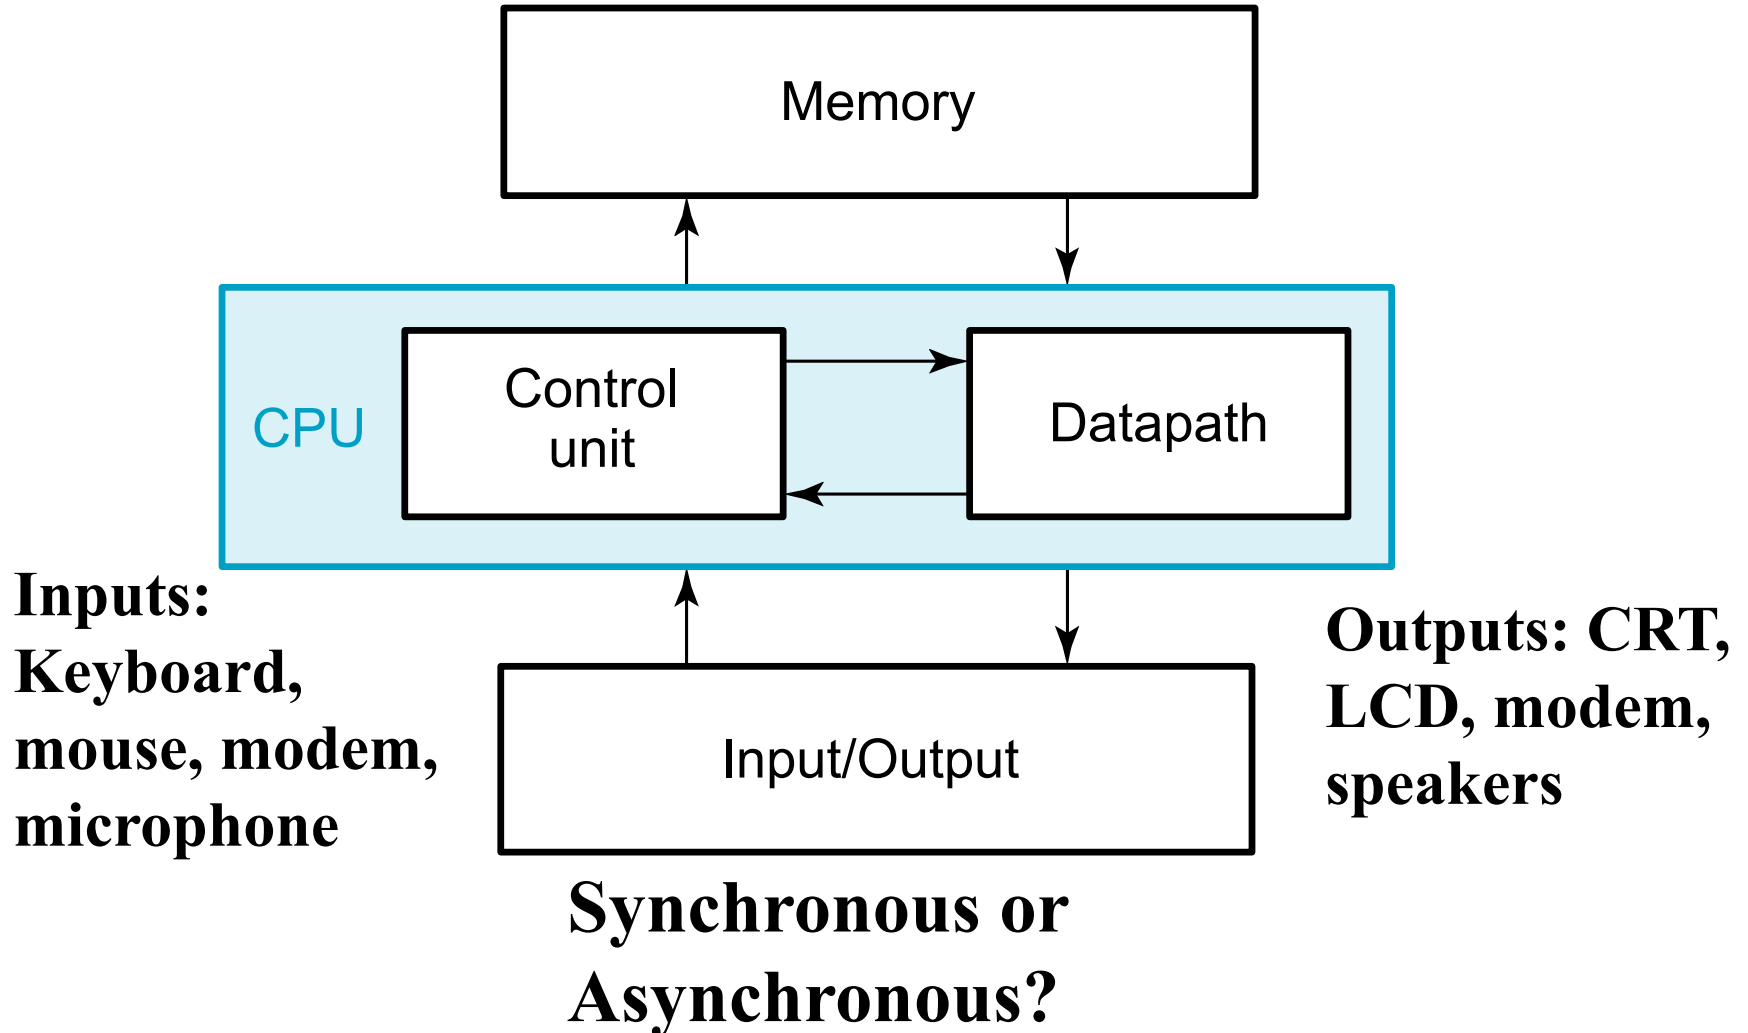 Memory
CPU
Control
unit
Datapath
Inputs:
Keyboard,
mouse, modem,
microphone
Outputs: CRT,
LCD, modem,
speakers
Input/Output
Synchronous or
Asynchronous?